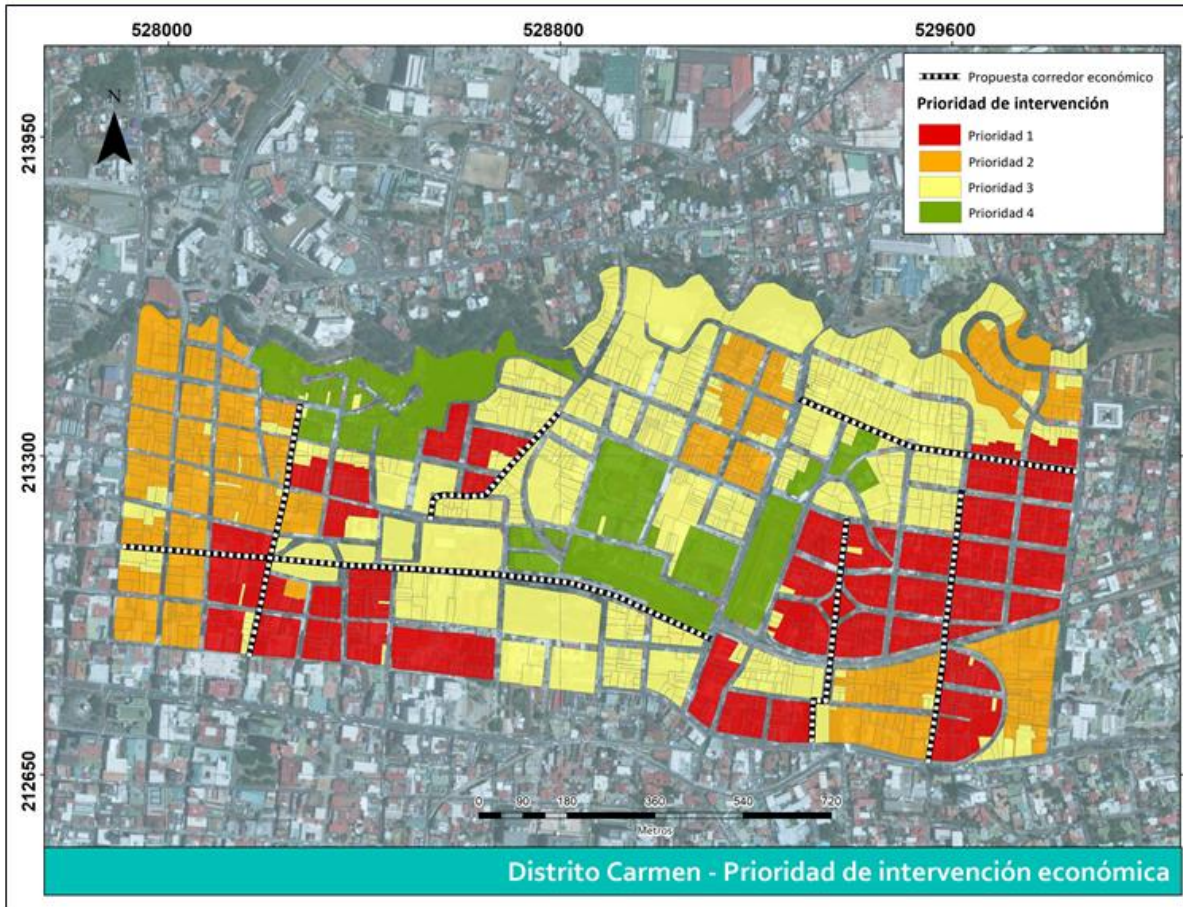 528000 528800 529600
Propuesta corredor económico
Prioridad de intervención
Prioridad 1
Prioridad 2
Prioridad 3
Prioridad 4
N
213950
213300
212650
0 90 180 360 540 720
Metros
Distrito Carmen - Prioridad de intervención económica